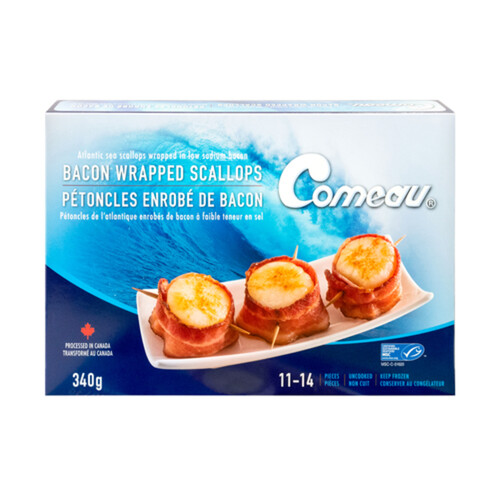 Atlantic sea scallops wrapped in low sodium bacon
BACON WRAPPED SCALLOPS
PÉTONCLES ENROBÉ DE BACON
Pétoncles de l'atlantique enrobés de bacon à faible teneur en sel
Comeau®
PROCESSED IN CANADA
TRANSFORMÉ AU CANADA
340g
11-14
PIECES
PIÈCES
UNCOOKED
NON CUIT
KEEP FROZEN
CONSERVER AU CONGÉLATEUR